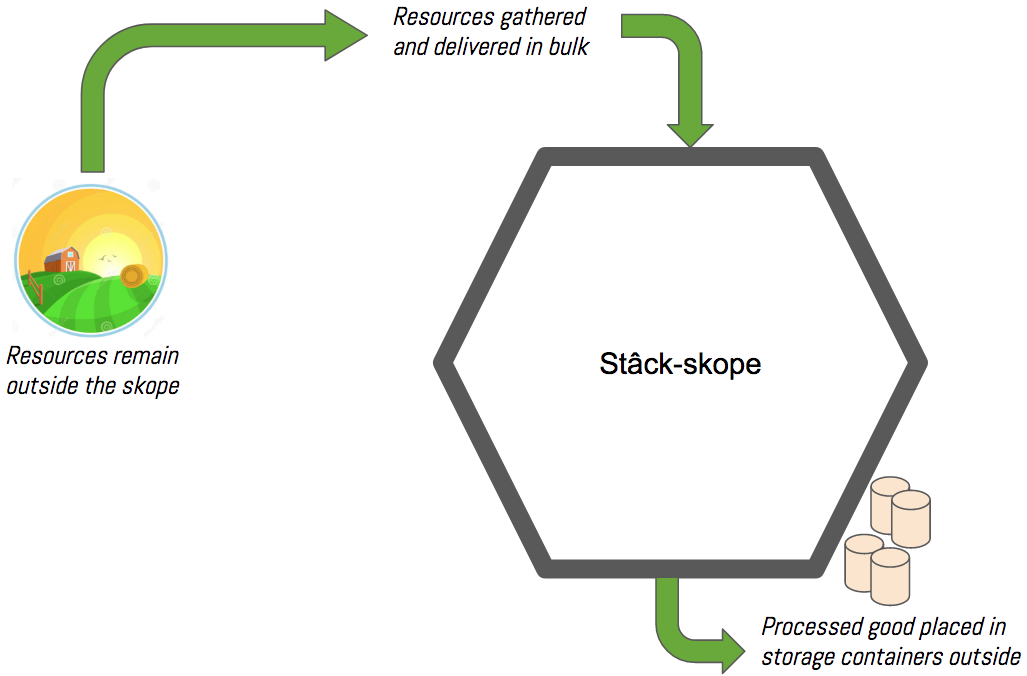 Resources gathered
and delivered in bulk
Resources remain
outside the skope
Stâck-skope
Processed good placed in
storage containers outside